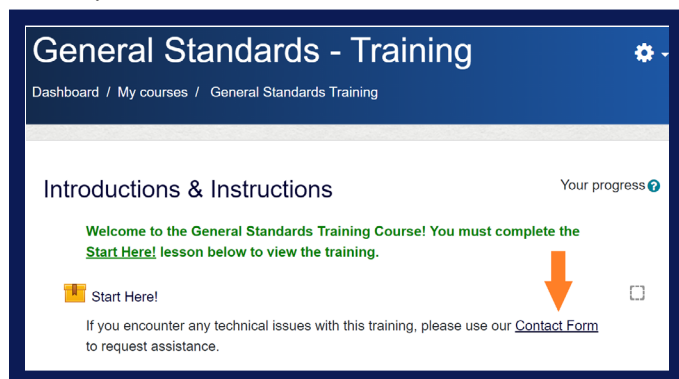 General Standards - Training
Dashboard / My courses / General Standards Training
Introductions & Instructions
Your progress
Welcome to the General Standards Training Course! You must complete the
Start Here! lesson below to view the training.
Start Here!
If you encounter any technical issues with this training, please use our Contact Form
to request assistance.